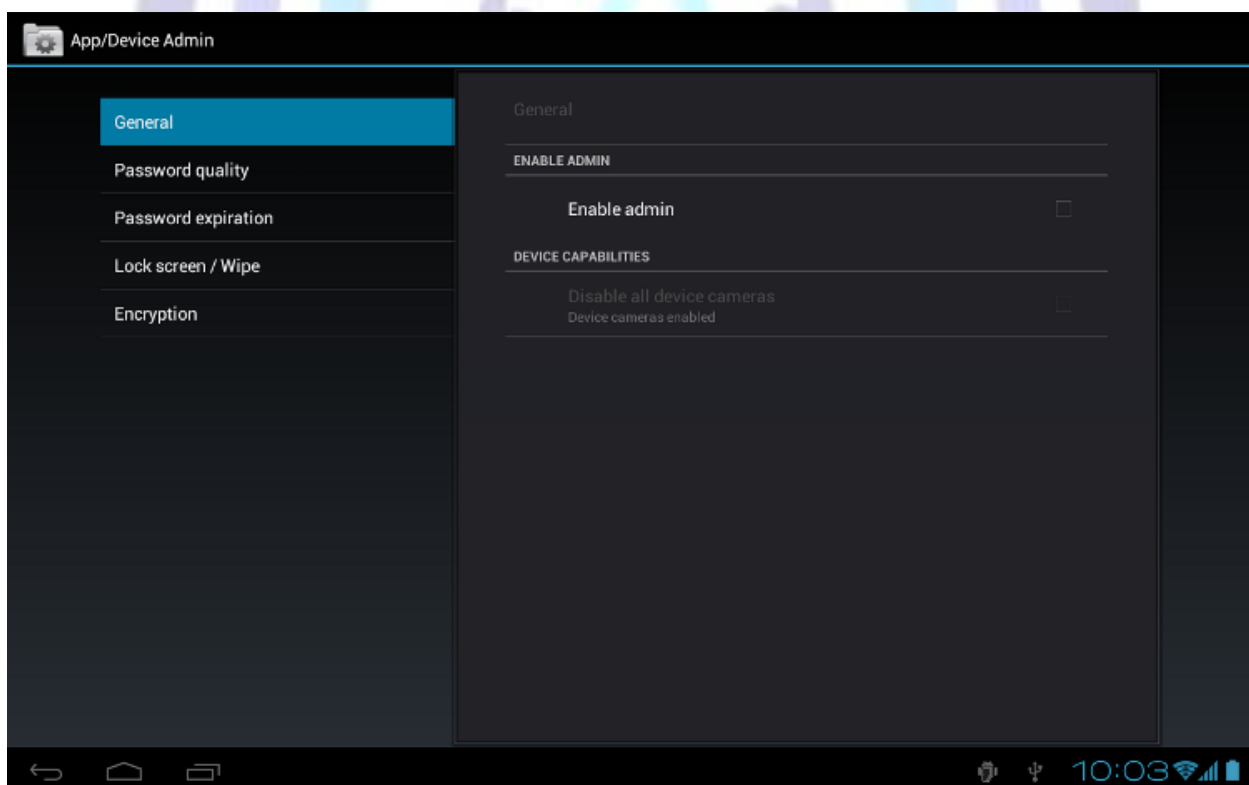 App/Device Admin
General
Password quality
Password expiration
Lock screen / Wipe
Encryption
General
ENABLE ADMIN
Enable admin
DEVICE CAPABILITIES
Disable all device cameras
Device cameras enabled
10:03